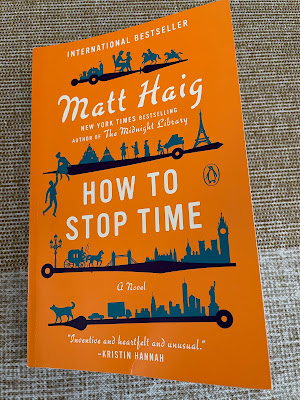 INTERNATIONAL BESTSELLER
Matt Haig
NEW YORK TIMES BESTSELLING
AUTHOR OF The Midnight Library
HOW TO
STOP TIME
A Novel
"Inventive and heartfelt and unusual."
–KRISTIN HANNAH